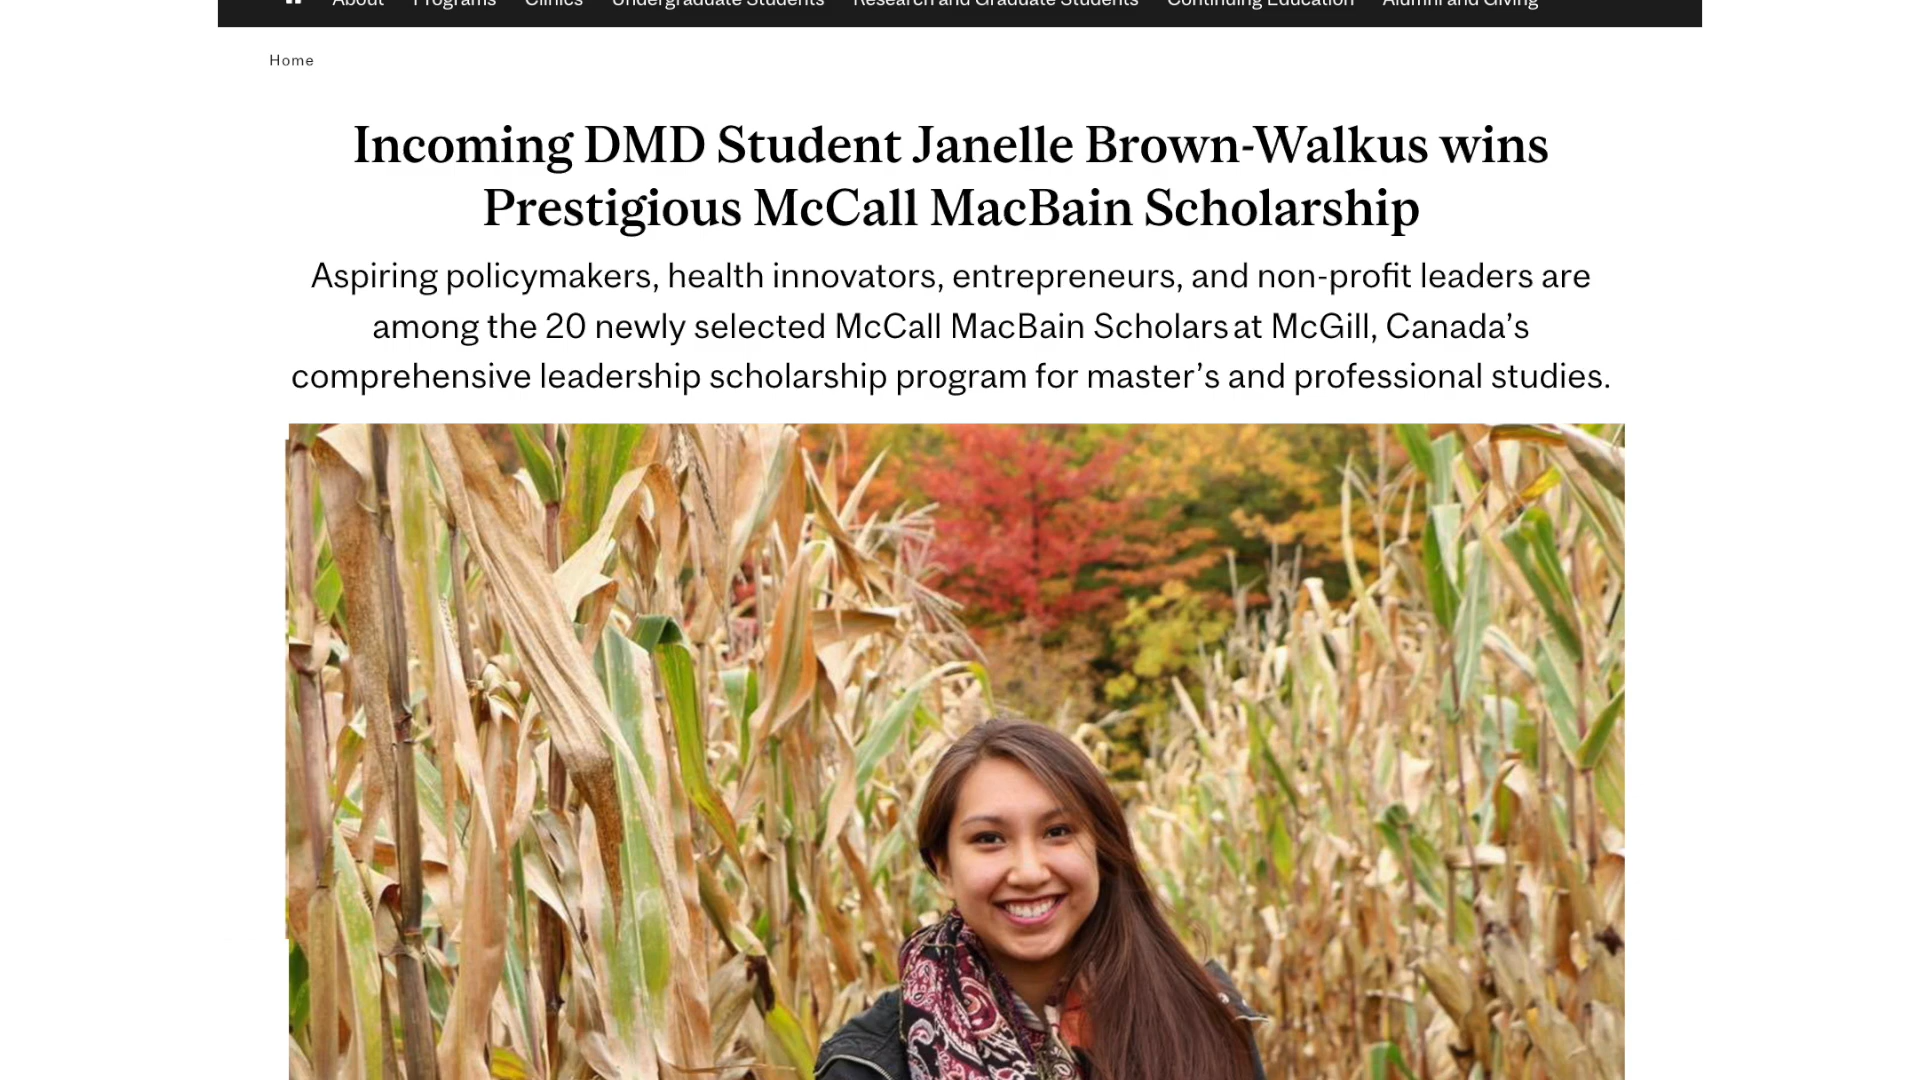 About Programs Clinics Undergraduate Students Research and Graduate Students Continuing Education Alumni and Giving
Home
Incoming DMD Student Janelle Brown-Walkus wins
Prestigious McCall MacBain Scholarship
Aspiring policymakers, health innovators, entrepreneurs, and non-profit leaders are
among the 20 newly selected McCall MacBain Scholars at McGill, Canada’s
comprehensive leadership scholarship program for master’s and professional studies.